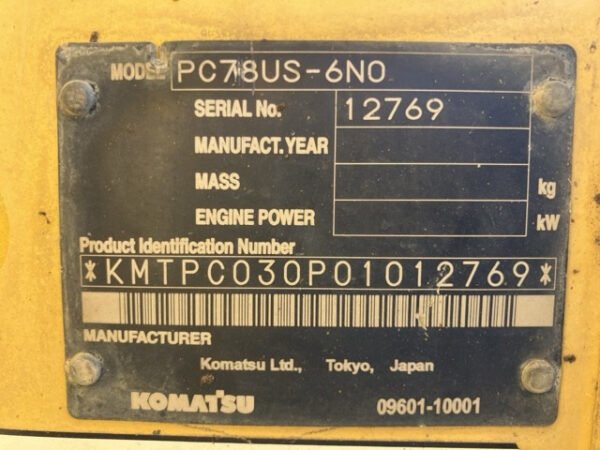 MODEL PC78US-6N0
SERIAL No. 12769
MANUFACT. YEAR
MASS kg
ENGINE POWER kW
Product Identification Number
*KMTPC030P01012769*
MANUFACTURER
Komatsu Ltd., Tokyo, Japan
KOMATSU 09601-10001